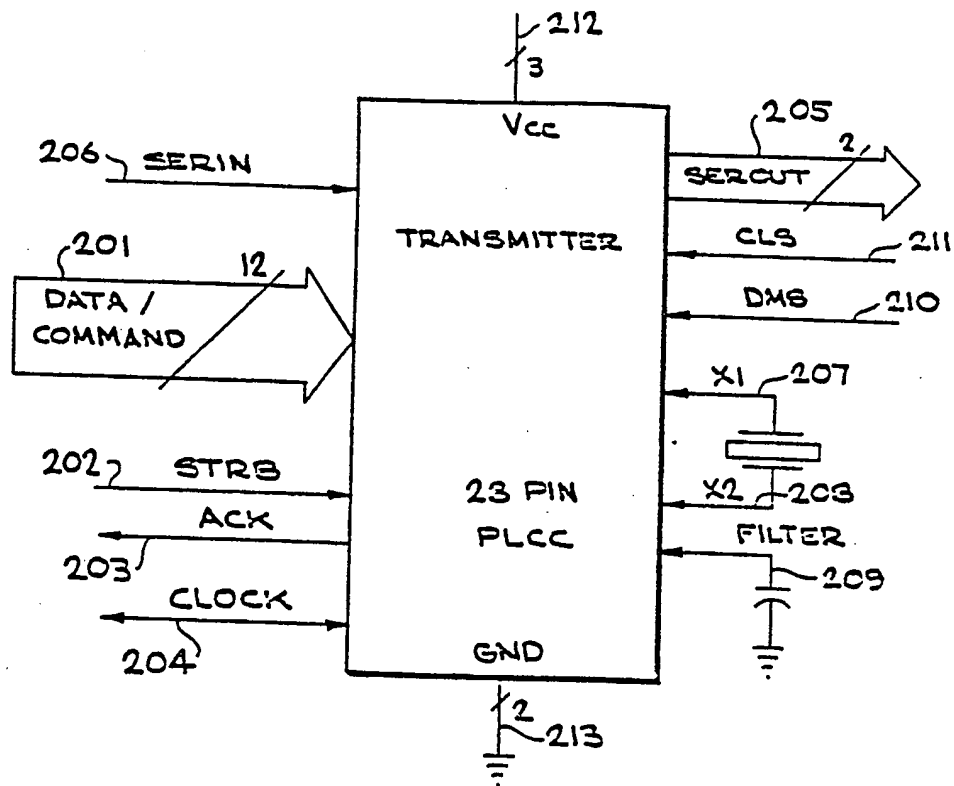 212
3
Vcc
205
2
206
SERIN
SEROUT
TRANSMITTER
CLS
211
201
12
DATA /
COMMAND
DMS
210
X1
207
202
STRB
23 PIN
X2
203
ACK
PLCC
FILTER
203
209
CLOCK
204
GND
2
213